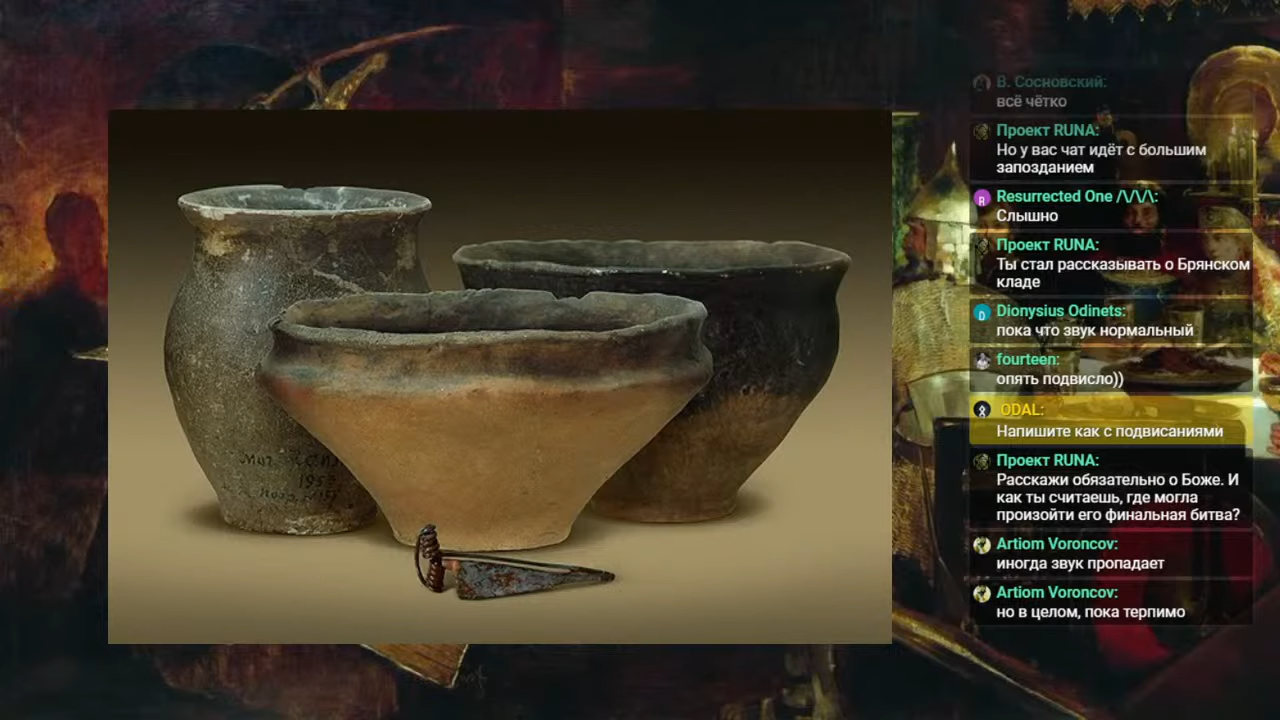 В. Сосновский:
всё чётко
Проект RUNA:
Но у вас чат идёт с большим
запозданием
Resurrected One /\/\/\:
Слышно
Проект RUNA:
Ты стал рассказывать о Брянском
кладе
Dionysius Odinets:
пока что звук нормальный
fourteen:
опять подвисло))
ODAL:
Напишите как с подвисаниями
Проект RUNA:
Расскажи обязательно о Боже. И
как ты считаешь, где могла
произойти его финальная битва?
Artiom Voroncov:
иногда звук пропадает
Artiom Voroncov:
но в целом, пока терпимо